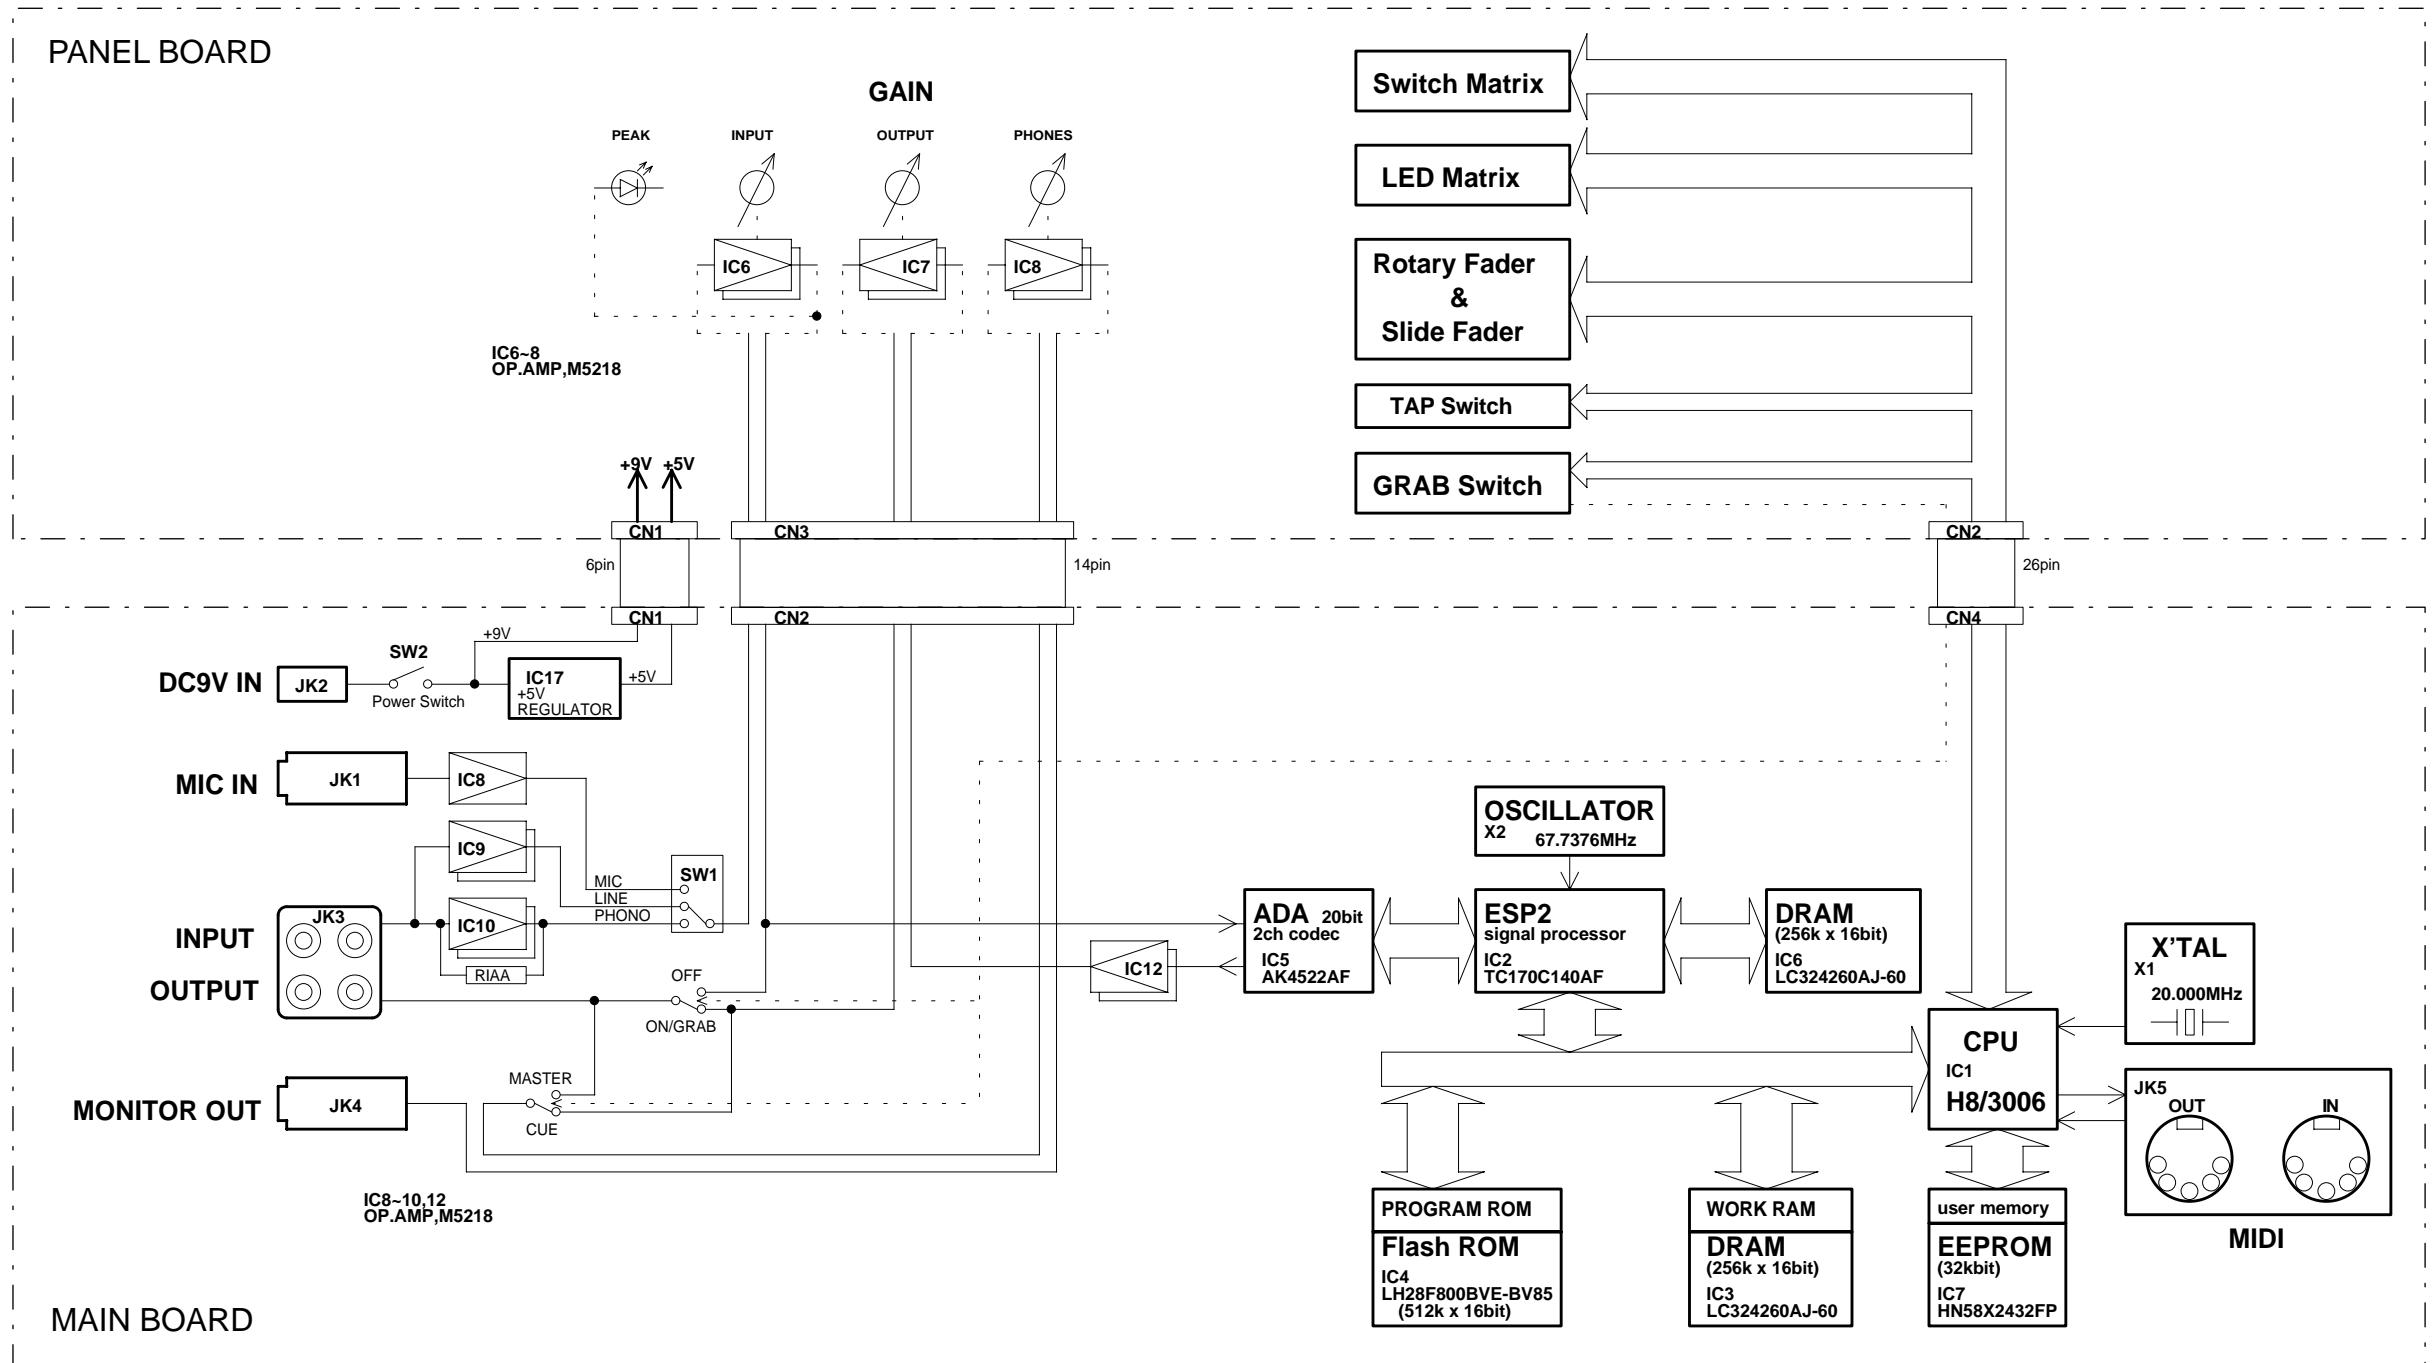 PANEL BOARD
GAIN
PEAK
INPUT
OUTPUT
PHONES
IC6
IC7
IC8
IC6~8
OP.AMP,M5218
Switch Matrix
LED Matrix
Rotary Fader
&
Slide Fader
TAP Switch
GRAB Switch
+9V +5V
CN1
CN3
CN2
6pin
14pin
26pin
CN1
CN2
CN4
+9V
DC9V IN
JK2
SW2
Power Switch
IC17
+5V
REGULATOR
+5V
MIC IN
JK1
IC8
IC9
MIC
LINE
PHONO
SW1
INPUT
OUTPUT
JK3
IC10
RIAA
OFF
ON/GRAB
MASTER
CUE
MONITOR OUT
JK4
IC8~10,12
OP.AMP,M5218
IC12
ADA 20bit
2ch codec
IC5
AK4522AF
OSCILLATOR
X2 67.7376MHz
ESP2
signal processor
IC2
TC170C140AF
DRAM
(256k x 16bit)
IC6
LC324260AJ-60
X'TAL
X1
20.000MHz
CPU
IC1
H8/3006
JK5
OUT
IN
MIDI
PROGRAM ROM
Flash ROM
IC4
LH28F800BVE-BV85
(512k x 16bit)
WORK RAM
DRAM
(256k x 16bit)
IC3
LC324260AJ-60
user memory
EEPROM
(32kbit)
IC7
HN58X2432FP
MAIN BOARD